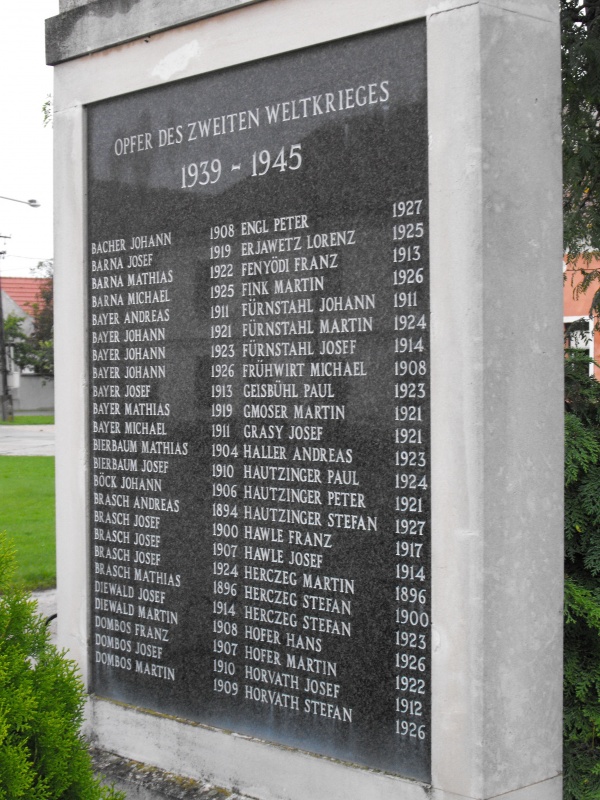 OPFER DES ZWEITEN WELTKRIEGES
1939 - 1945
BACHER JOHANN 1908
BARNA JOSEF 1919
BARNA MATHIAS 1922
BARNA MICHAEL 1925
BAYER ANDREAS 1911
BAYER JOHANN 1921
BAYER JOHANN 1923
BAYER JOHANN 1926
BAYER JOSEF 1913
BAYER MATHIAS 1919
BAYER MICHAEL 1911
BIERBAUM MATHIAS 1904
BIERBAUM JOSEF 1910
BÖCK JOHANN 1906
BRASCH ANDREAS 1894
BRASCH JOSEF 1900
BRASCH JOSEF 1907
BRASCH JOSEF 1924
BRASCH MATHIAS 1896
DIEWALD JOSEF 1914
DIEWALD MARTIN 1908
DOMBOS FRANZ 1907
DOMBOS JOSEF 1910
DOMBOS MARTIN 1909
ENGL PETER 1927
ERJAWETZ LORENZ 1925
FENYÖDI FRANZ 1913
FINK MARTIN 1926
FÜRNSTAHL JOHANN 1911
FÜRNSTAHL MARTIN 1924
FÜRNSTAHL JOSEF 1914
FRÜHWIRT MICHAEL 1908
GEISBÜHL PAUL 1923
GMOSER MARTIN 1921
GRASY JOSEF 1921
HALLER ANDREAS 1923
HAUTZINGER PAUL 1924
HAUTZINGER PETER 1921
HAUTZINGER STEFAN 1927
HAWLE FRANZ 1917
HAWLE JOSEF 1914
HERCZEG MARTIN 1896
HERCZEG STEFAN 1900
HERCZEG STEFAN 1923
HOFER HANS 1926
HOFER MARTIN 1922
HORVATH JOSEF 1912
HORVATH STEFAN 1926